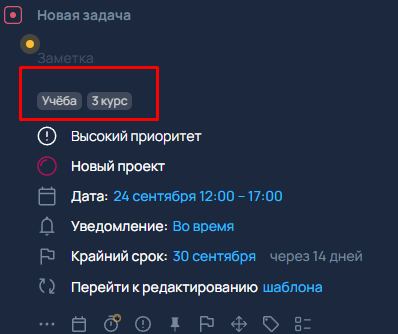 Новая задача
Заметка
Учёба 3 курс
Высокий приоритет
Новый проект
Дата: 24 сентября 12:00 – 17:00
Уведомление: Во время
Крайний срок: 30 сентября через 14 дней
Перейти к редактированию шаблона